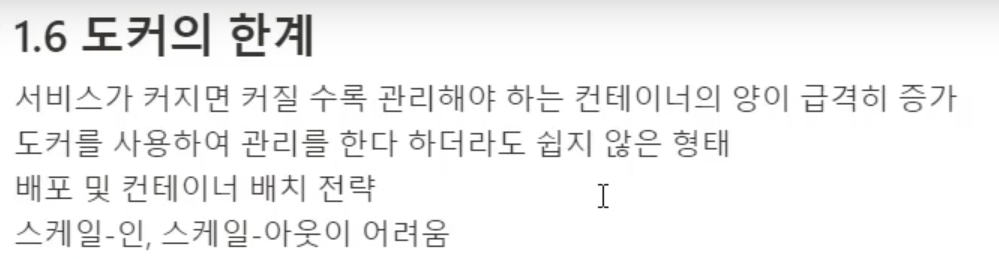 1.6 도커의 한계
서비스가 커지면 커질 수록 관리해야 하는 컨테이너의 양이 급격히 증가
도커를 사용하여 관리를 한다 하더라도 쉽지 않은 형태
배포 및 컨테이너 배치 전략
스케일-인, 스케일-아웃이 어려움